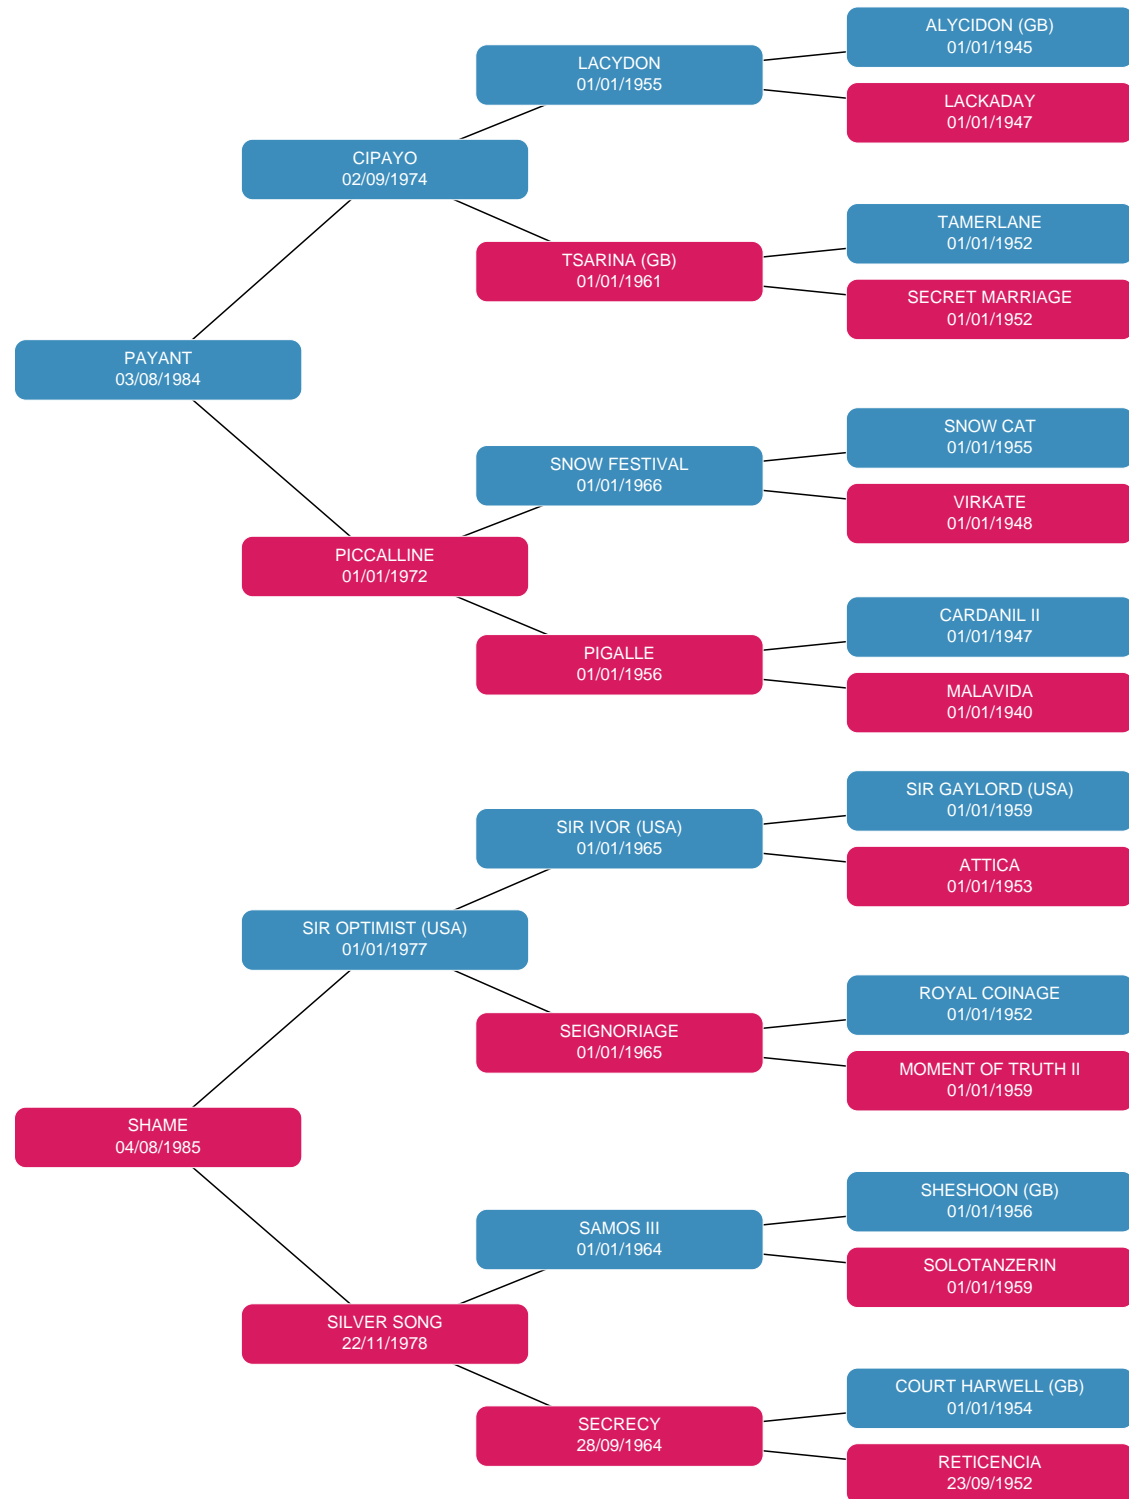 ALYCIDON (GB)
01/01/1945
LACYDON
01/01/1955
LACKADAY
01/01/1947
CIPAYO
02/09/1974
TAMERLANE
01/01/1952
TSARINA (GB)
01/01/1961
SECRET MARRIAGE
01/01/1952
PAYANT
03/08/1984
SNOW CAT
01/01/1955
SNOW FESTIVAL
01/01/1966
VIRKATE
01/01/1948
PICCALLINE
01/01/1972
CARDANIL II
01/01/1947
PIGALLE
01/01/1956
MALAVIDA
01/01/1940
SIR GAYLORD (USA)
01/01/1959
SIR IVOR (USA)
01/01/1965
ATTICA
01/01/1953
SIR OPTIMIST (USA)
01/01/1977
ROYAL COINAGE
01/01/1952
SEIGNORIAGE
01/01/1965
MOMENT OF TRUTH II
01/01/1959
SHAME
04/08/1985
SHESHOON (GB)
01/01/1956
SAMOS III
01/01/1964
SOLOTANZERIN
01/01/1959
SILVER SONG
22/11/1978
COURT HARWELL (GB)
01/01/1954
SECRECY
28/09/1964
RETICENCIA
23/09/1952